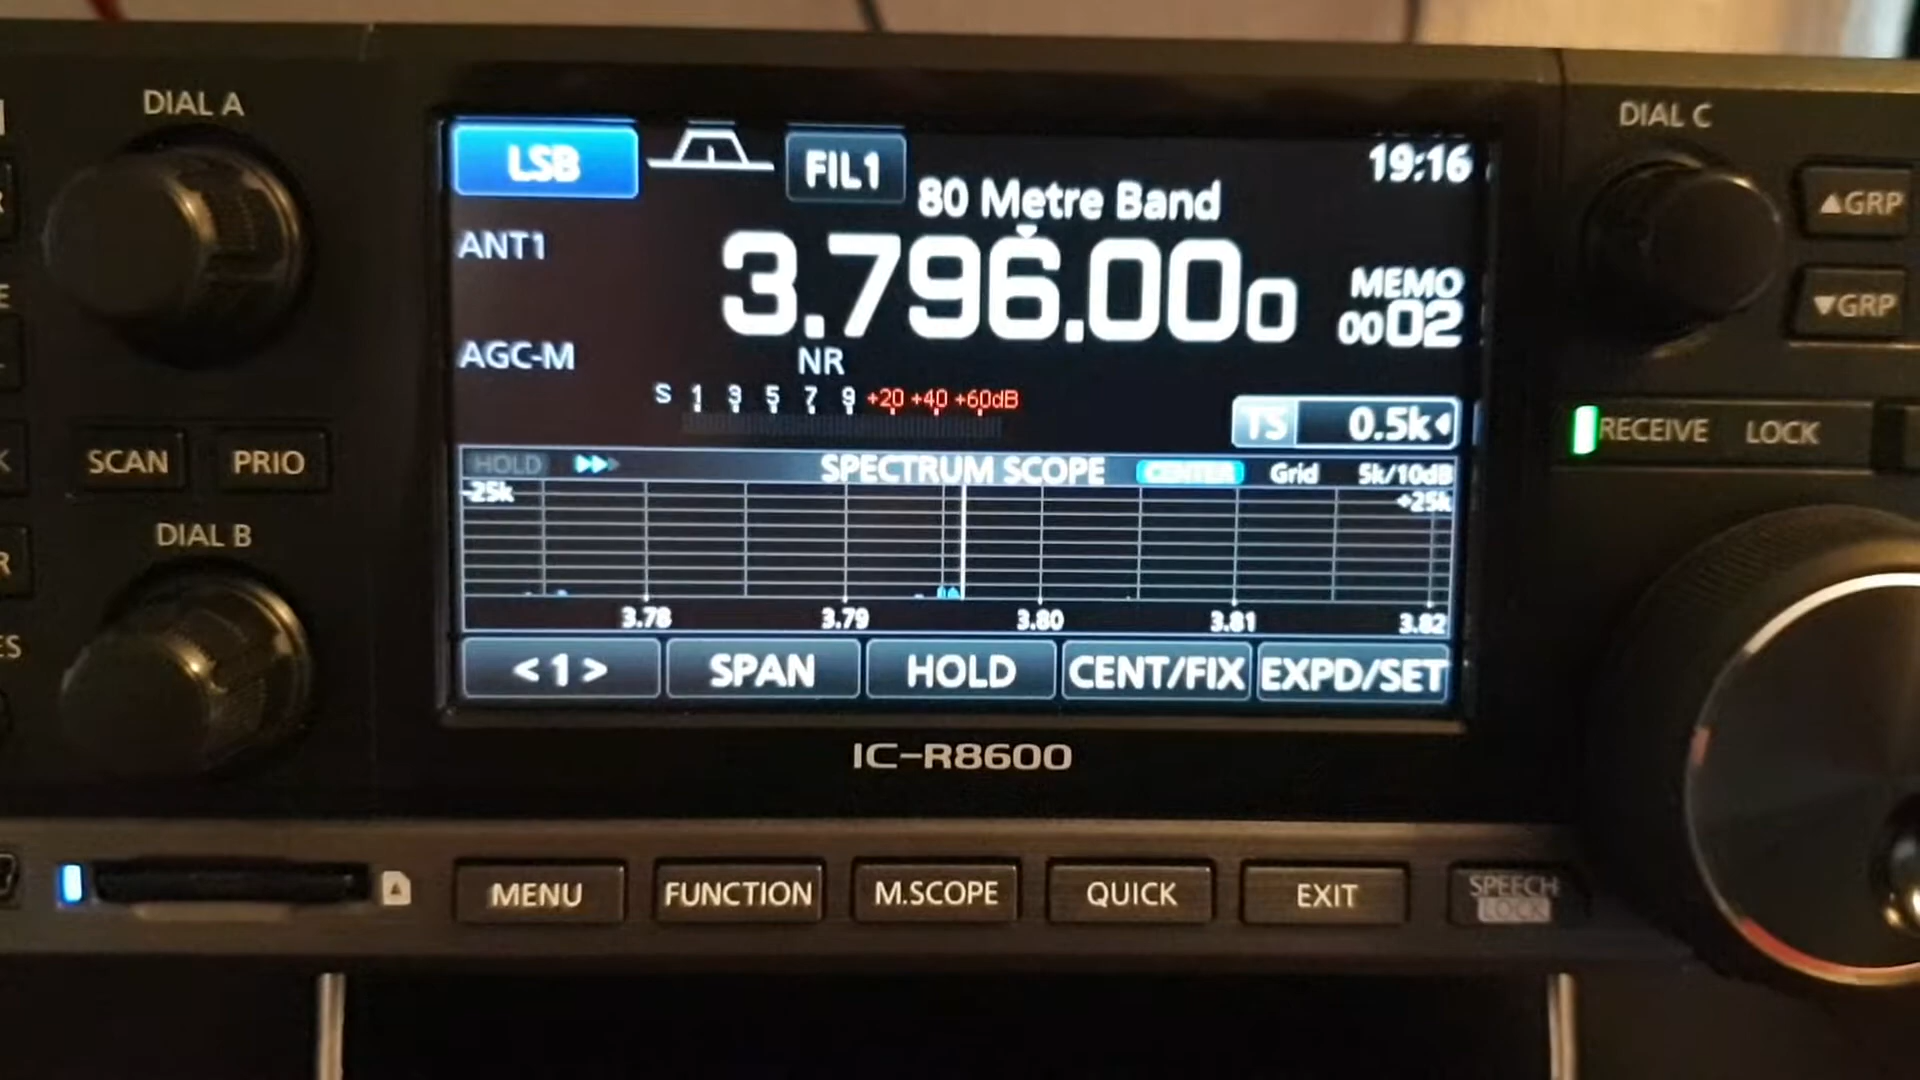 DIAL A
DIAL C
LSB
FIL1
80 Metre Band
19:16
▲GRP
ANT1
3.796.000
MEMO
0002
▼GRP
AGC-M
NR
S 1 3 5 7 9 +20 +40 +60dB
TS 0.5k
RECEIVE LOCK
SCAN PRIO
HOLD SPECTRUM SCOPE CENTER Grid 5k/10dB
-25k +25k
DIAL B
3.78 3.79 3.80 3.81 3.82
<1> SPAN HOLD CENT/FIX EXPD/SET
IC-R8600
MENU FUNCTION M.SCOPE QUICK EXIT SPEECH
LOCK